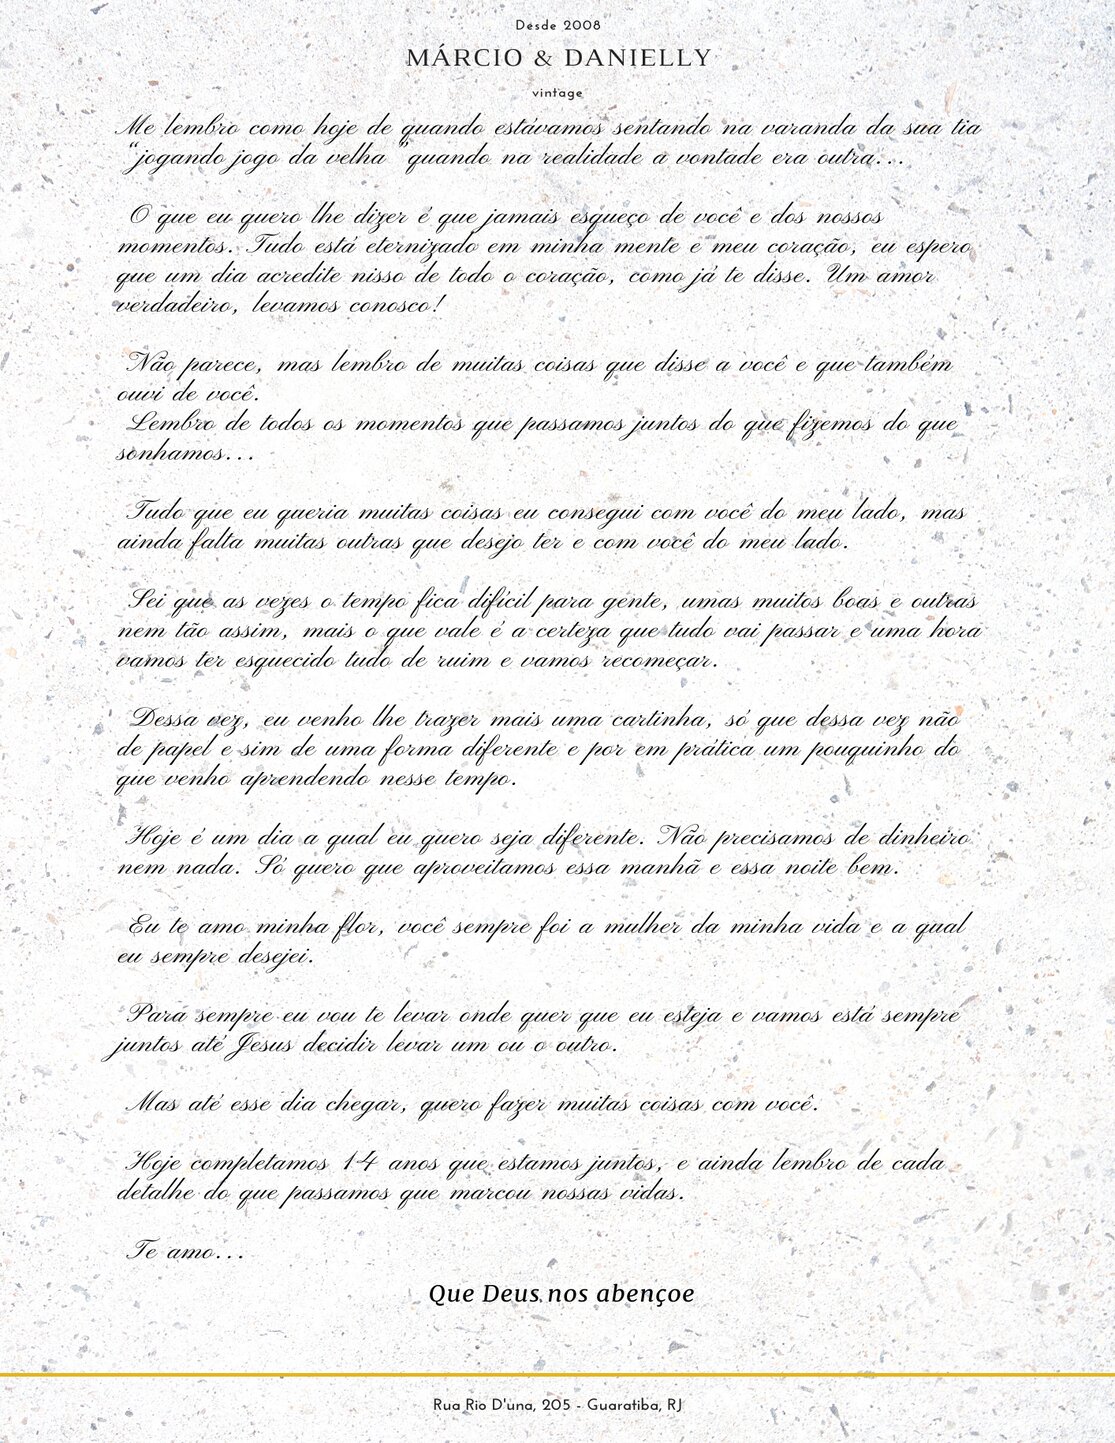 Desde 2008
MÁRCIO & DANIELLY
vintage
Me lembro como hoje de quando estávamos sentando na varanda da sua tia
“jogando jogo da velha ”quando na realidade a vontade era outra...
O que eu quero lhe dizer é que jamais esqueço de você e dos nossos
momentos. Tudo está eternizado em minha mente e meu coração, eu espero
que um dia acredite nisso de todo o coração, como já te disse. Um amor
verdadeiro, levamos conosco!
Não parece, mas lembro de muitas coisas que disse a você e que também
ouvi de você.
Lembro de todos os momentos que passamos juntos do que fizemos do que
sonhamos...
Tudo que eu queria muitas coisas eu consegui com você do meu lado, mas
ainda falta muitas outras que desejo ter e com você do meu lado.
Sei que as vezes o tempo fica difícil para gente, umas muitos boas e outras
nem tão assim, mais o que vale é a certeza que tudo vai passar e uma hora
vamos ter esquecido tudo de ruim e vamos recomeçar.
Dessa vez, eu venho lhe trazer mais uma cartinha, só que dessa vez não
de papel e sim de uma forma diferente e por em prática um pouquinho do
que venho aprendendo nesse tempo.
Hoje é um dia a qual eu quero seja diferente. Não precisamos de dinheiro
nem nada. Só quero que aproveitamos essa manhã e essa noite bem.
Eu te amo minha flor, você sempre foi a mulher da minha vida e a qual
eu sempre desejei.
Para sempre eu vou te levar onde quer que eu esteja e vamos está sempre
juntos até Jesus decidir levar um ou o outro.
Mas até esse dia chegar, quero fazer muitas coisas com você.
Hoje completamos 14 anos que estamos juntos, e ainda lembro de cada
detalhe do que passamos que marcou nossas vidas.
Te amo...
Que Deus nos abençoe
Rua Rio D'una, 205 - Guaratiba, RJ